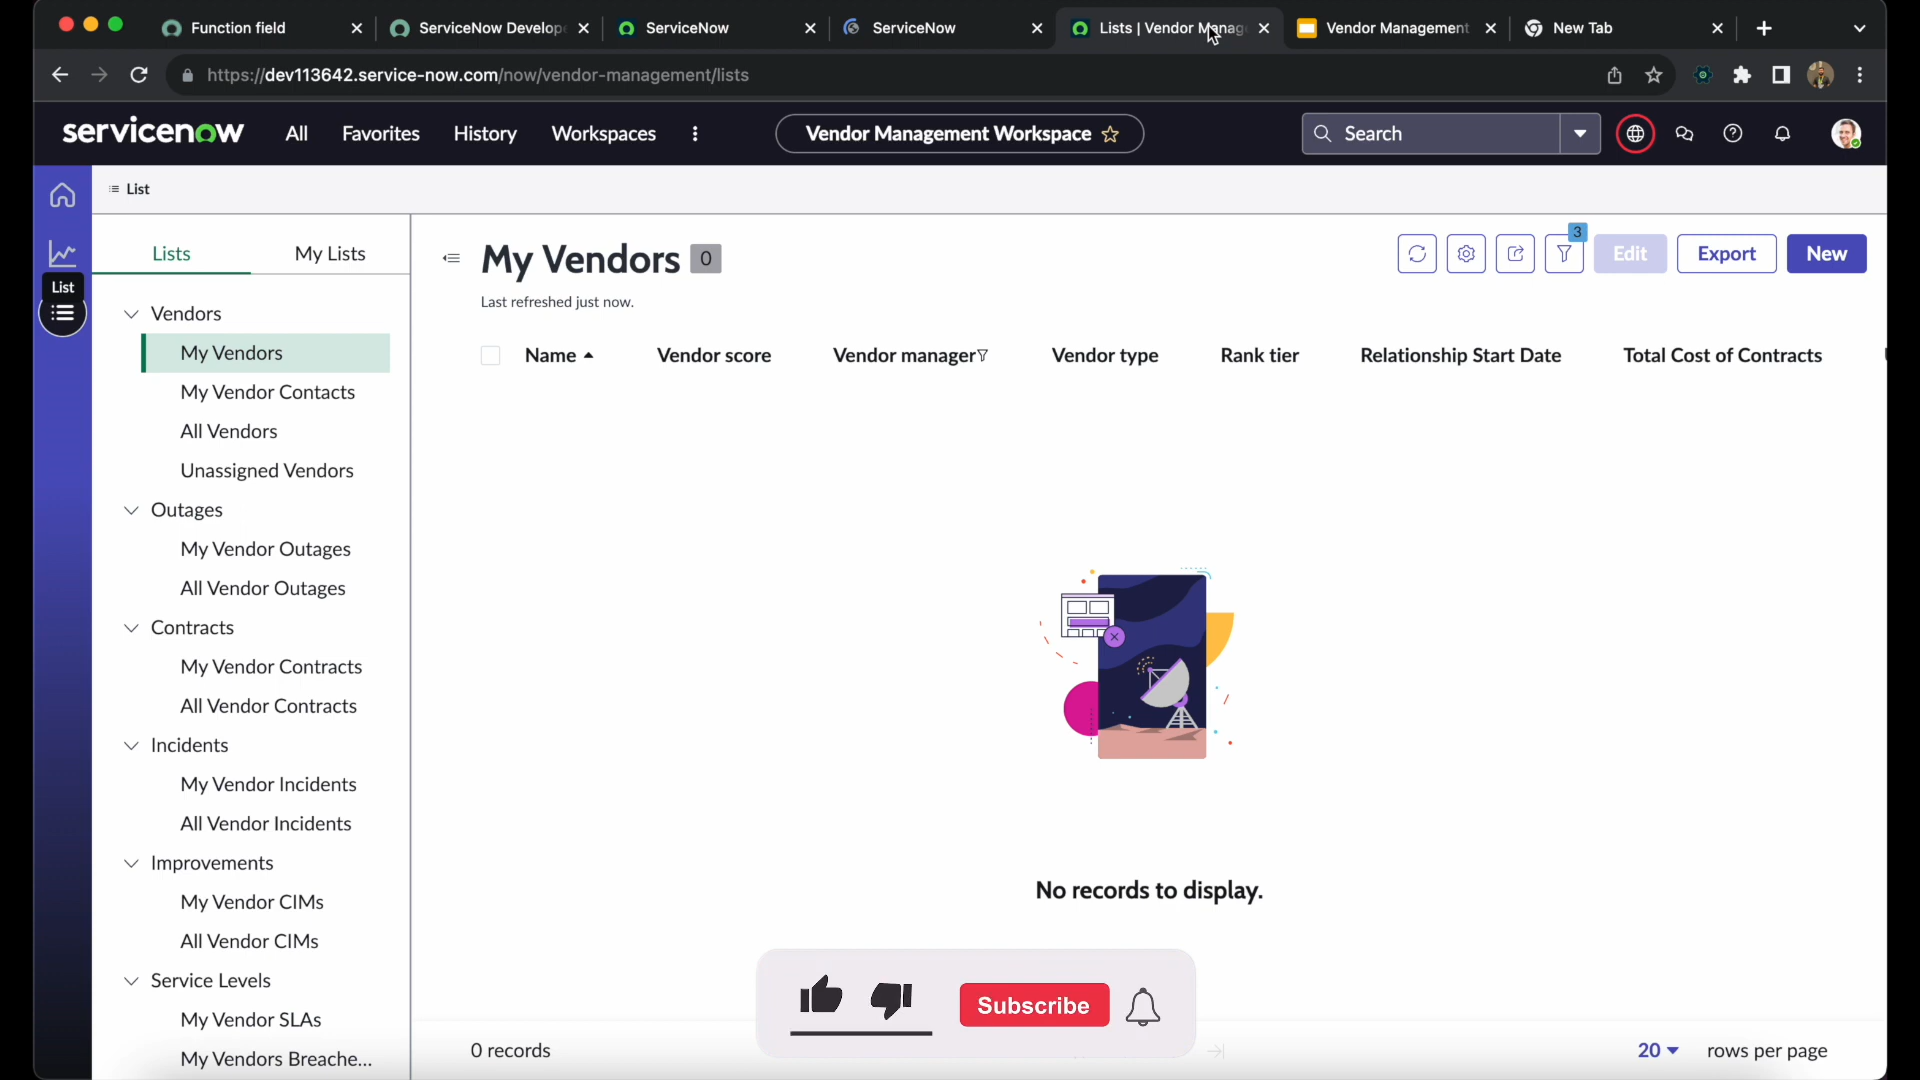 Function field
ServiceNow Develope
ServiceNow
ServiceNow
Lists | Vendor Manag
Vendor Management
New Tab
https://dev113642.service-now.com/now/vendor-management/lists
servicenow
All
Favorites
History
Workspaces
Vendor Management Workspace
Search
List
Lists
My Lists
My Vendors 0
3
Edit
Export
New
List
Last refreshed just now.
Vendors
My Vendors
My Vendor Contacts
All Vendors
Unassigned Vendors
Outages
My Vendor Outages
All Vendor Outages
Contracts
My Vendor Contracts
All Vendor Contracts
Incidents
My Vendor Incidents
All Vendor Incidents
Improvements
My Vendor CIMs
All Vendor CIMs
Service Levels
My Vendor SLAs
My Vendors Breache...
Name
Vendor score
Vendor manager
Vendor type
Rank tier
Relationship Start Date
Total Cost of Contracts
No records to display.
Subscribe
0 records
20
rows per page